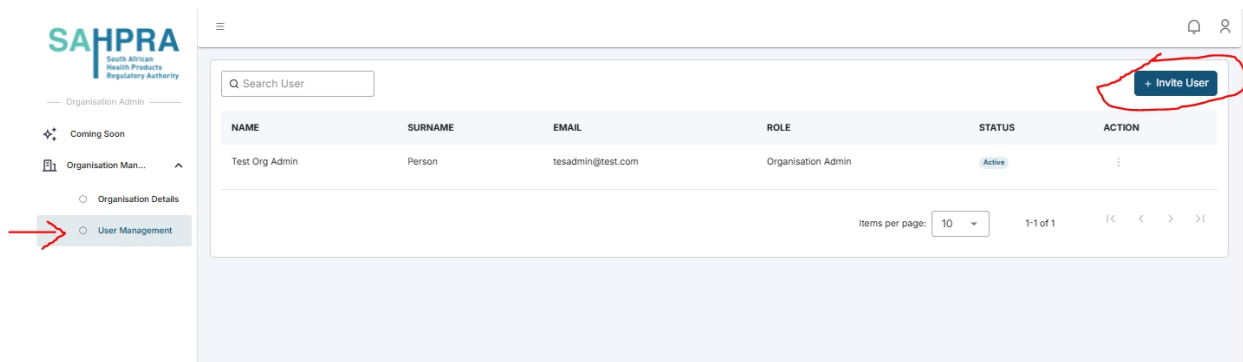 SAHPRA
South African
Health Products
Regulatory Authority
Organisation Admin
Coming Soon
Organisation Man...
Organisation Details
User Management
Search User
+ Invite User
NAME SURNAME EMAIL ROLE STATUS ACTION
Test Org Admin Person tesadmin@test.com Organisation Admin Active
Items per page: 10 1-1 of 1